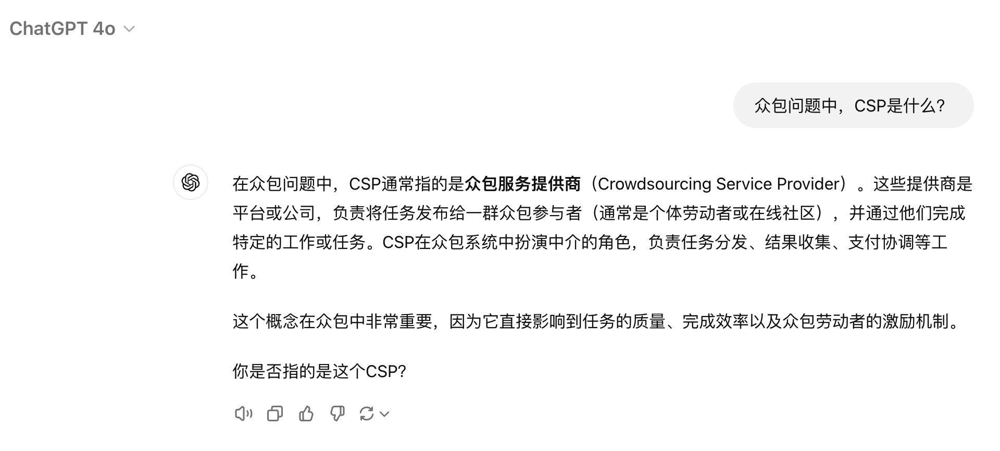 ChatGPT 4o
众包问题中，CSP是什么?
在众包问题中，CSP通常指的是众包服务提供商（Crowdsourcing Service Provider）。这些提供商是
平台或公司，负责将任务发布给一群众包参与者（通常是个体劳动者或在线社区），并通过他们完成
特定的工作或任务。CSP在众包系统中扮演中介的角色，负责任务分发、结果收集、支付协调等工
作。
这个概念在众包中非常重要，因为它直接影响到任务的质量、完成效率以及众包劳动者的激励机制。
你是否指的是这个CSP?